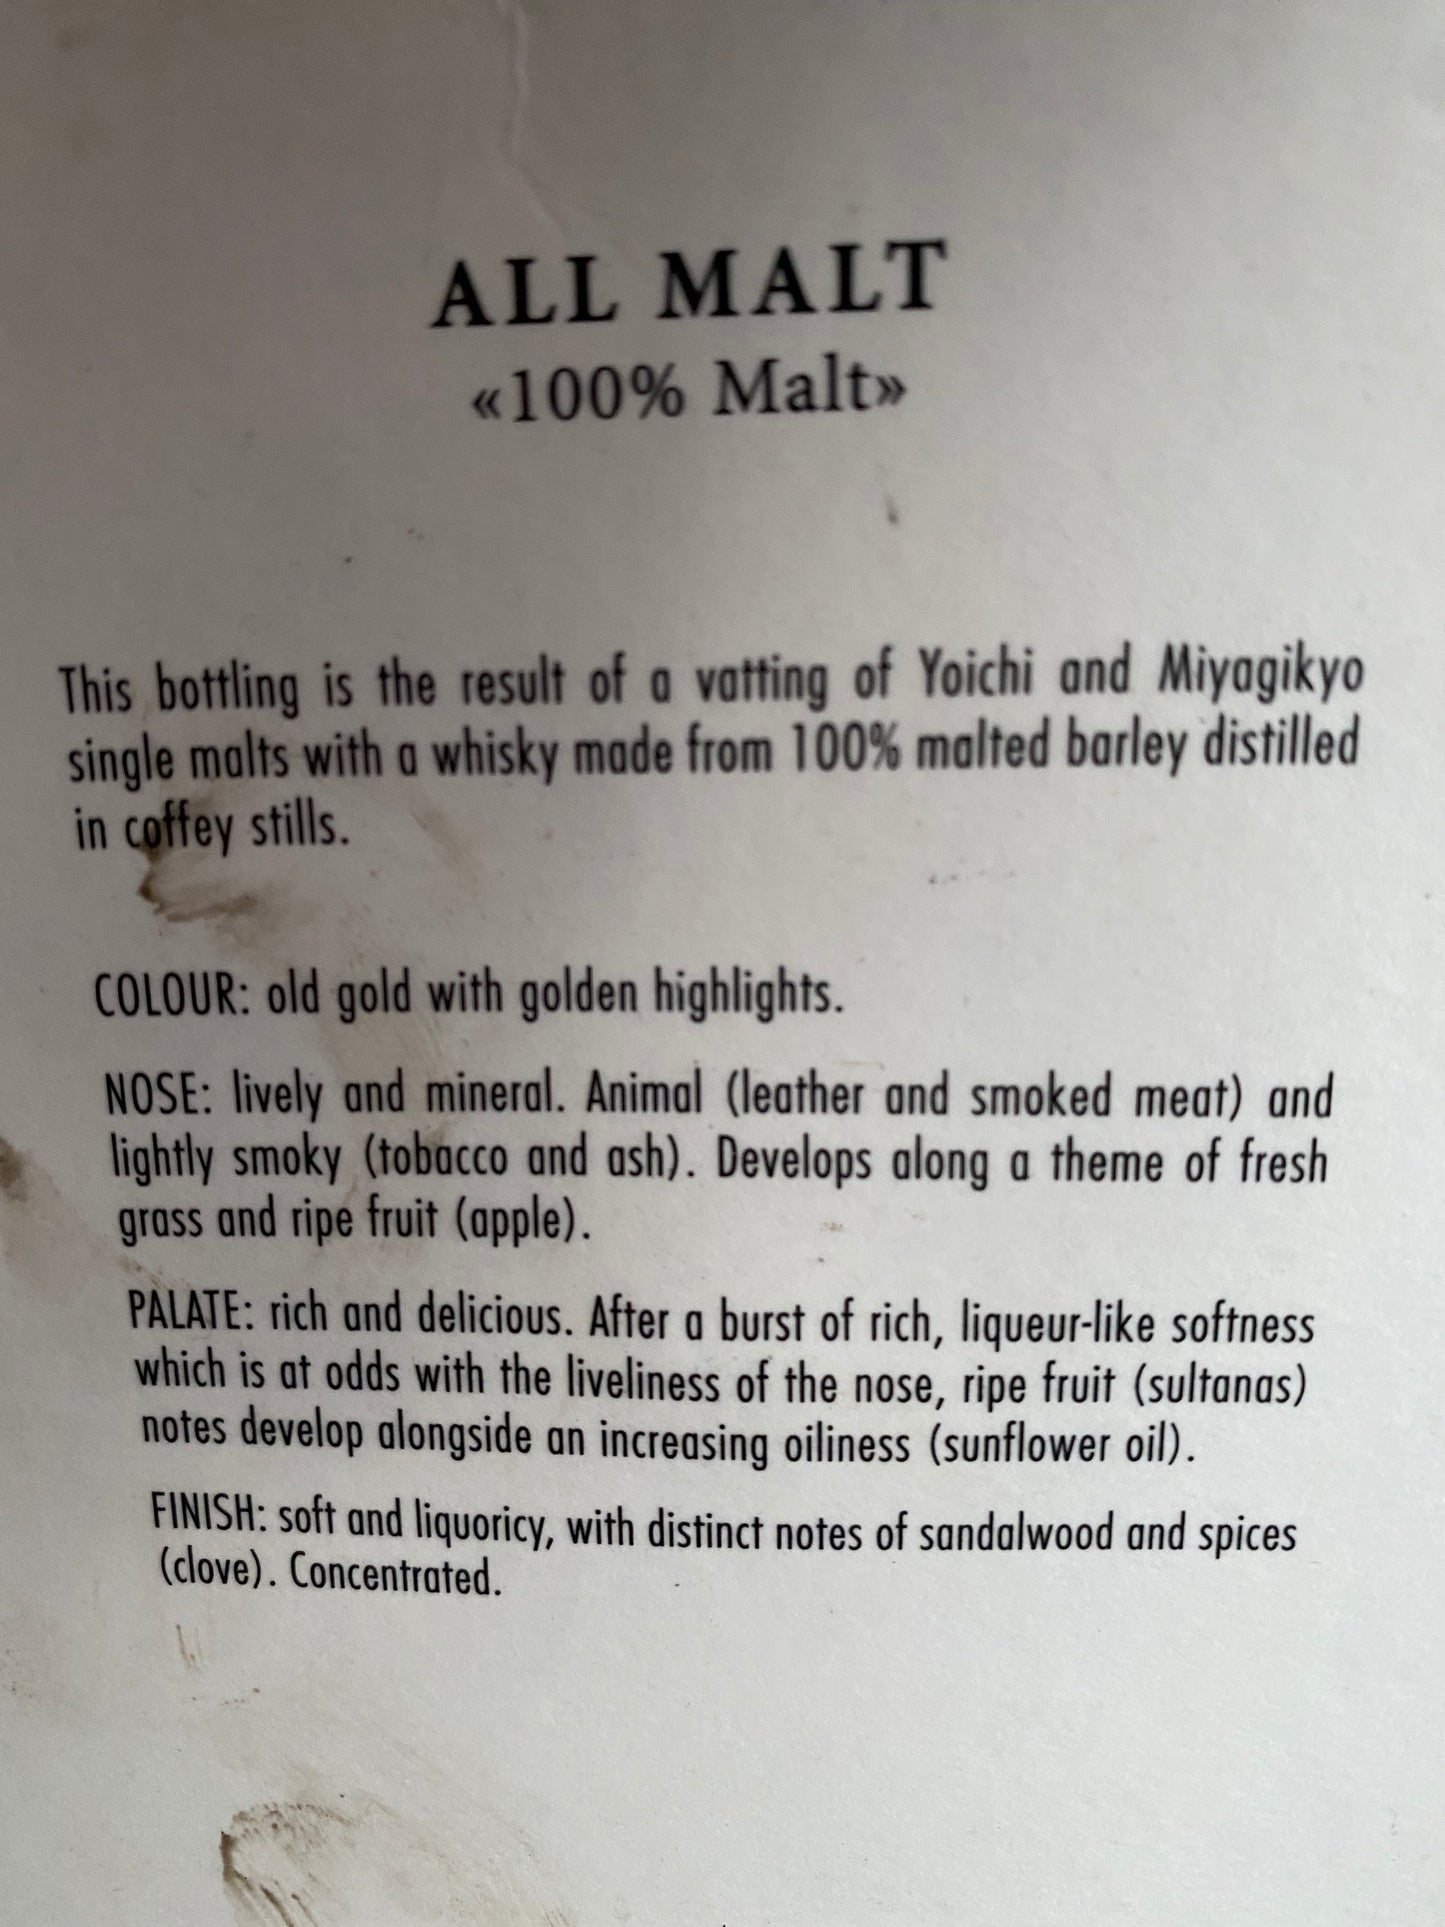 ALL MALT
«100% Malt»
This bottling is the result of a vatting of Yoichi and Miyagikyo
single malts with a whisky made from 100% malted barley distilled
in coffey stills.
COLOUR: old gold with golden highlights.
NOSE: lively and mineral. Animal (leather and smoked meat) and
lightly smoky (tobacco and ash). Develops along a theme of fresh
grass and ripe fruit (apple).
PALATE: rich and delicious. After a burst of rich, liqueur-like softness
which is at odds with the liveliness of the nose, ripe fruit (sultanas)
notes develop alongside an increasing oiliness (sunflower oil).
FINISH: soft and liquoricy, with distinct notes of sandalwood and spices
(clove). Concentrated.